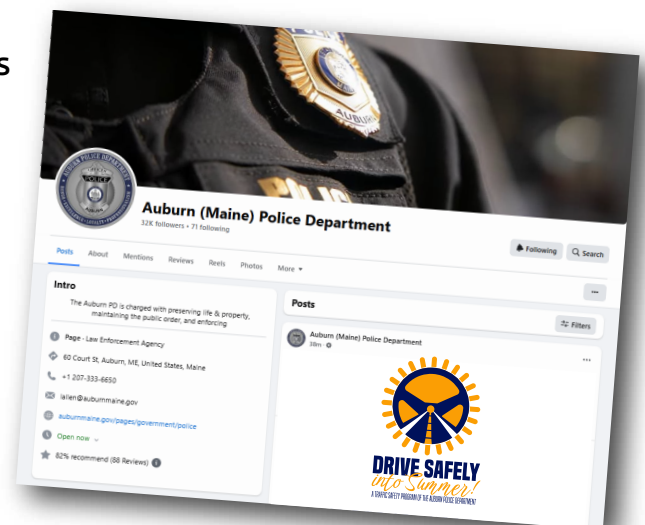 s
AUBURN
Auburn (Maine) Police Department
32K followers • 71 following
Following
Search
Posts
About
Mentions
Reviews
Reels
Photos
More
Intro
The Auburn PD is charged with preserving life & property,
maintaining the public order, and enforcing
Page · Law Enforcement Agency
60 Court St, Auburn, ME, United States, Maine
+1 207-333-6650
lallen@auburnmaine.gov
auburnmaine.gov/pages/government/police
Open now
82% recommend (88 Reviews)
Posts
Filters
Auburn (Maine) Police Department
38m
DRIVE SAFELY
into Summer!
A TRAFFIC SAFETY PROGRAM OF THE AUBURN POLICE DEPARTMENT